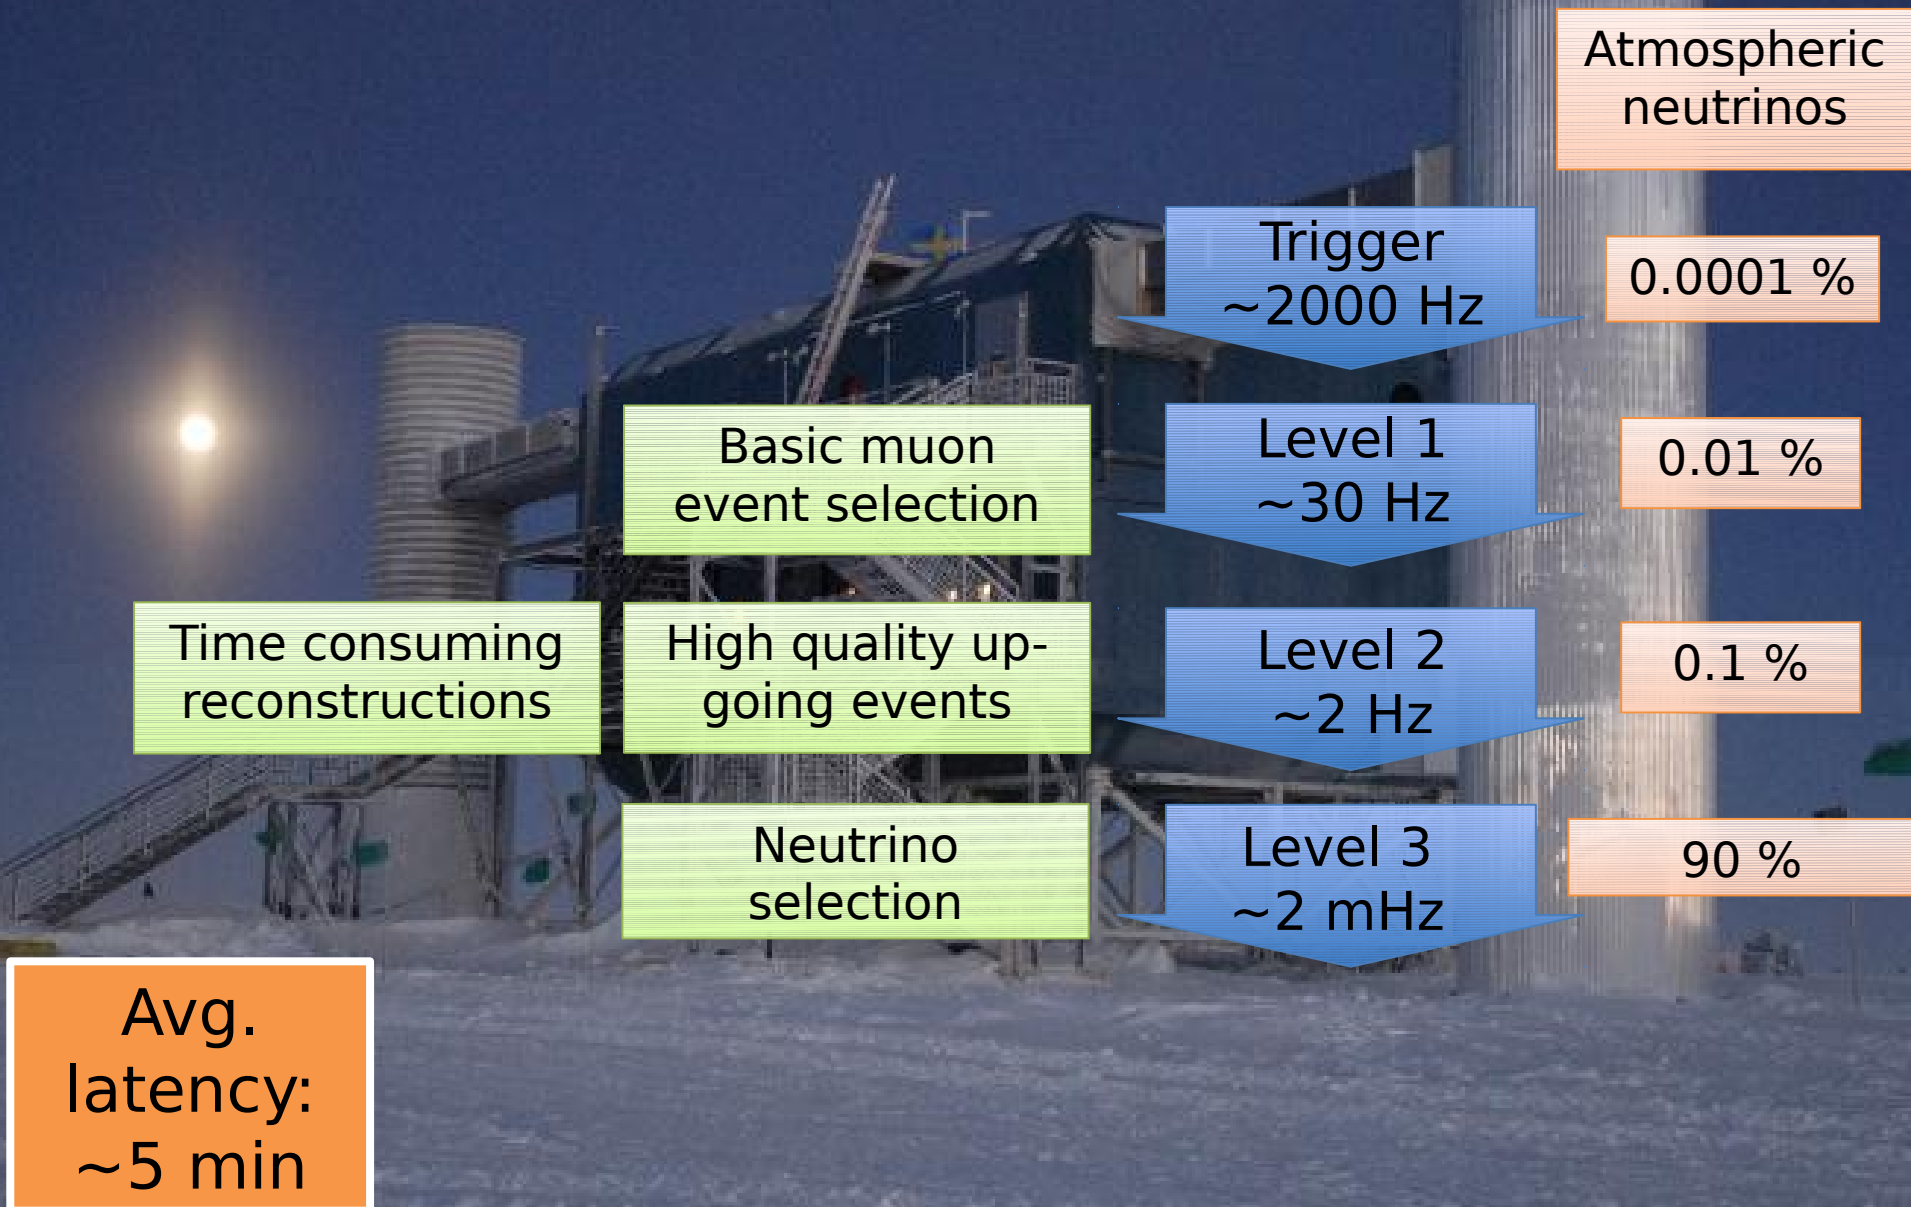 Atmospheric
neutrinos
Trigger
~2000 Hz
0.0001 %
Basic muon
event selection
Level 1
~30 Hz
0.01 %
Time consuming
reconstructions
High quality up-
going events
Level 2
~2 Hz
0.1 %
Neutrino
selection
Level 3
~2 mHz
90 %
Avg.
latency:
~5 min